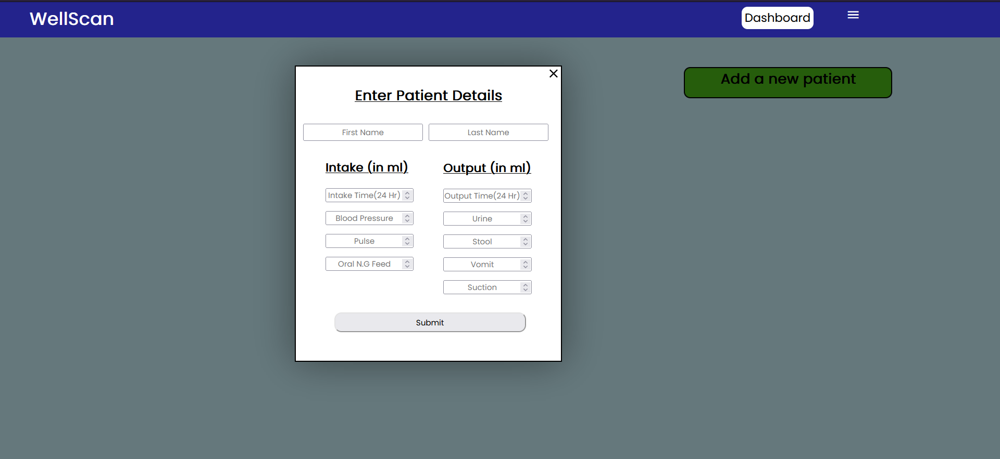 WellScan
Dashboard
Add a new patient
Enter Patient Details
First Name
Last Name
Intake (in ml)
Intake Time(24 Hr)
Blood Pressure
Pulse
Oral N.G Feed
Output (in ml)
Output Time(24 Hr)
Urine
Stool
Vomit
Suction
Submit